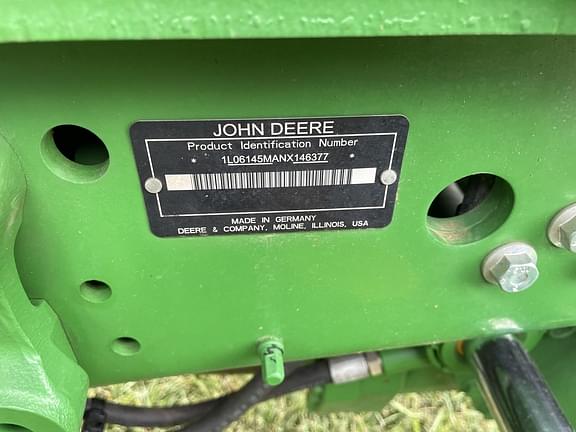 JOHN DEERE
Product Identification Number
* 1L06145MANX146377 *
MADE IN GERMANY
DEERE & COMPANY, MOLINE, ILLINOIS, USA